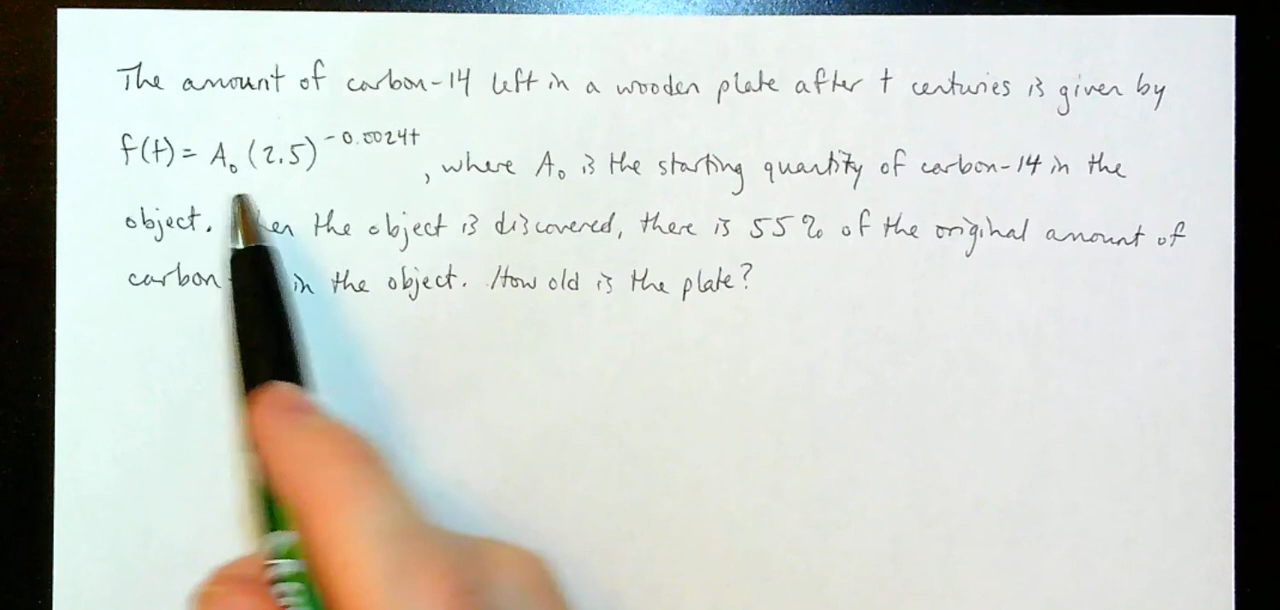 The amount of carbon-14 left in a wooden plate after t centuries is given by
f(t) = A₀ (2.5)^-0.0024t, where A₀ is the starting quantity of carbon-14 in the
object. the object is discovered, there is 55% of the original amount of
carbon in the object. How old is the plate?